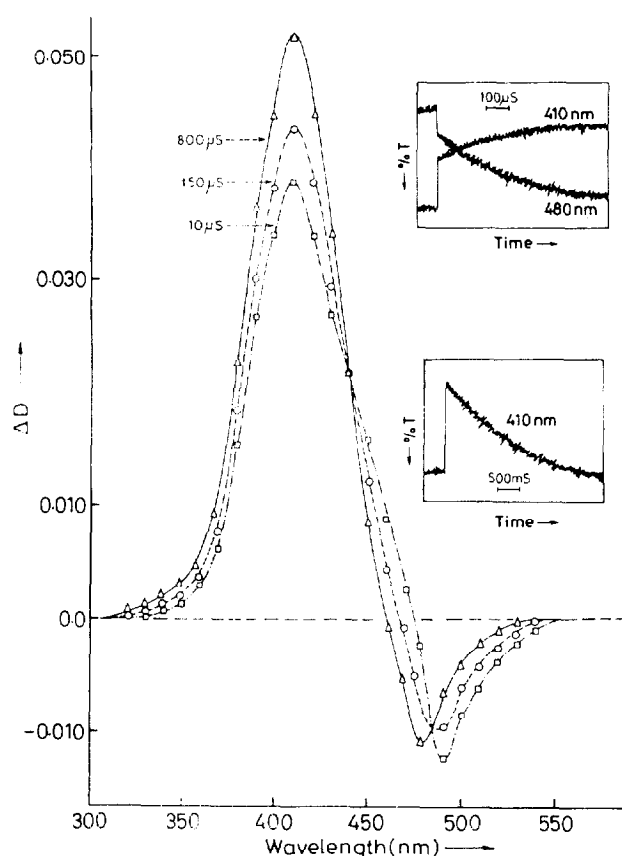 0.050
0.030
0.010
0.0
-0.010
ΔD →
800µS
150µS
10µS
100µS
410nm
480nm
← %T
Time →
410nm
500mS
← %T
Time →
300 350 400 450 500 550
Wavelength(nm) →